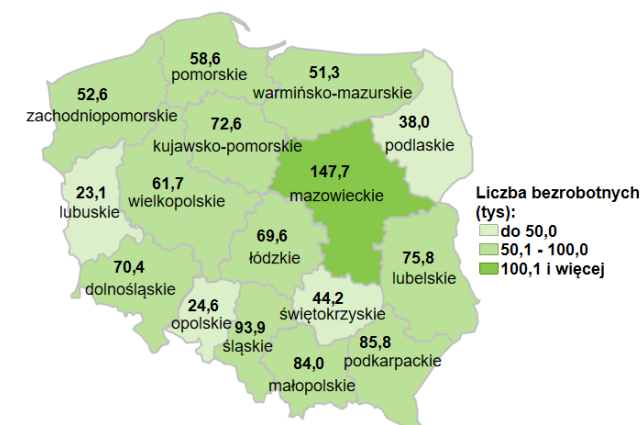 58,6
pomorskie
51,3
warmińsko-mazurskie
52,6
zachodniopomorskie
72,6
kujawsko-pomorskie
38,0
podlaskie
147,7
mazowieckie
23,1
lubuskie
61,7
wielkopolskie
69,6
łódzkie
70,4
dolnośląskie
75,8
lubelskie
24,6
opolskie
93,9
śląskie
44,2
świętokrzyskie
84,0
małopolskie
85,8
podkarpackie
Liczba bezrobotnych
(tys):
do 50,0
50,1 - 100,0
100,1 i więcej